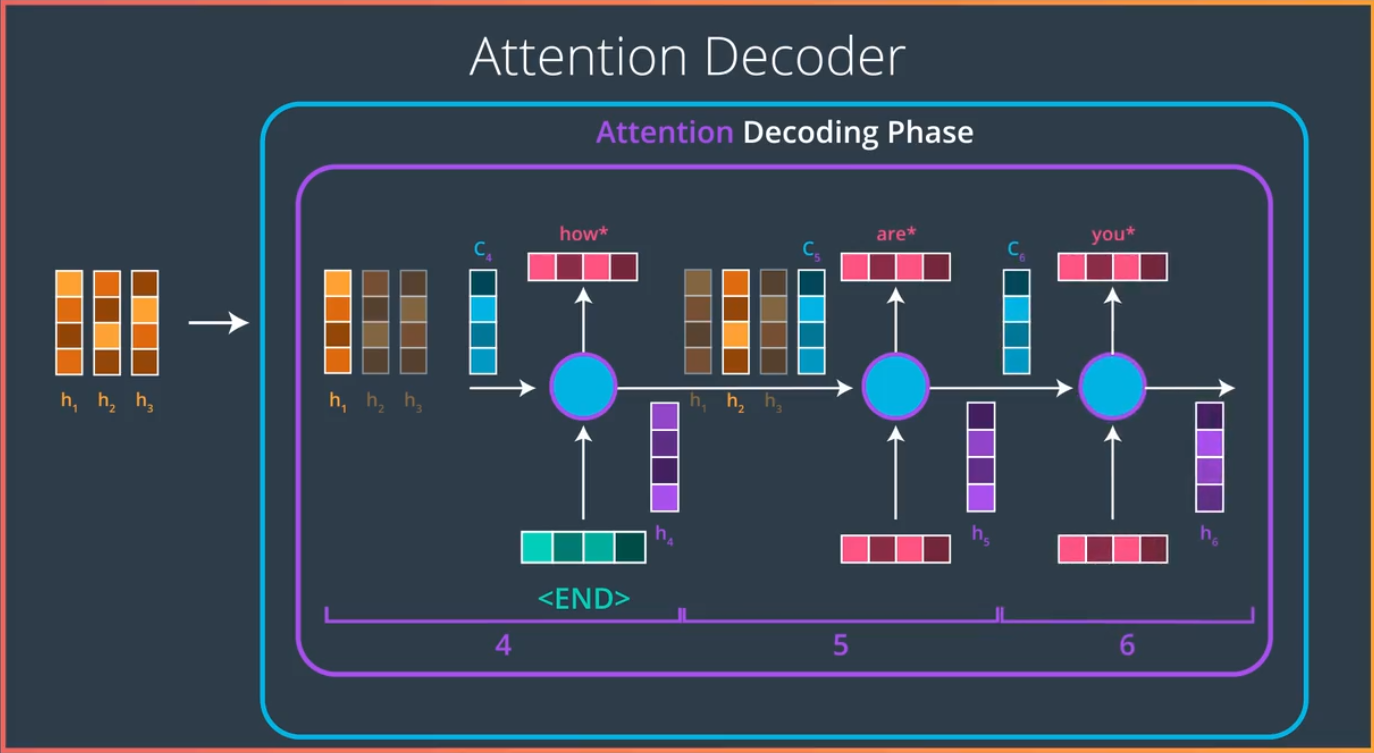 Attention Decoder
Attention Decoding Phase
how* are* you*
C4 C5 C6
h1 h2 h3 h1 h2 h3 h1 h2 h3
h4 h5 h6
<END>
4 5 6